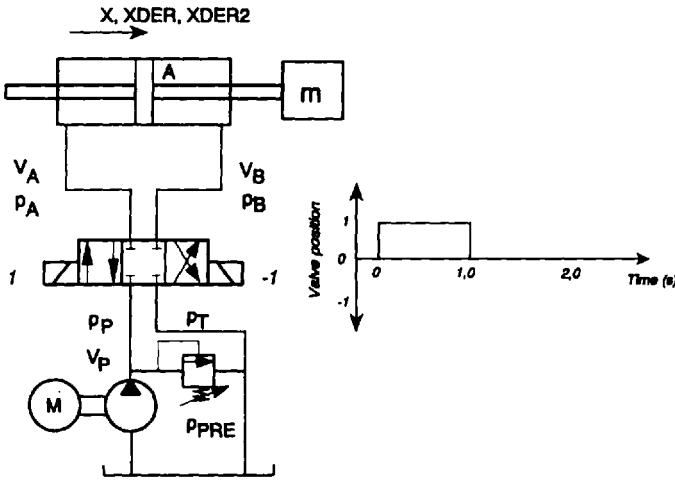 X, XDER, XDER2
A
m
V_A
p_A
V_B
p_B
1
-1
p_P
p_T
V_P
M
p_PRE
Valve position
1
0
-1
0
1,0
2,0
Time (s)